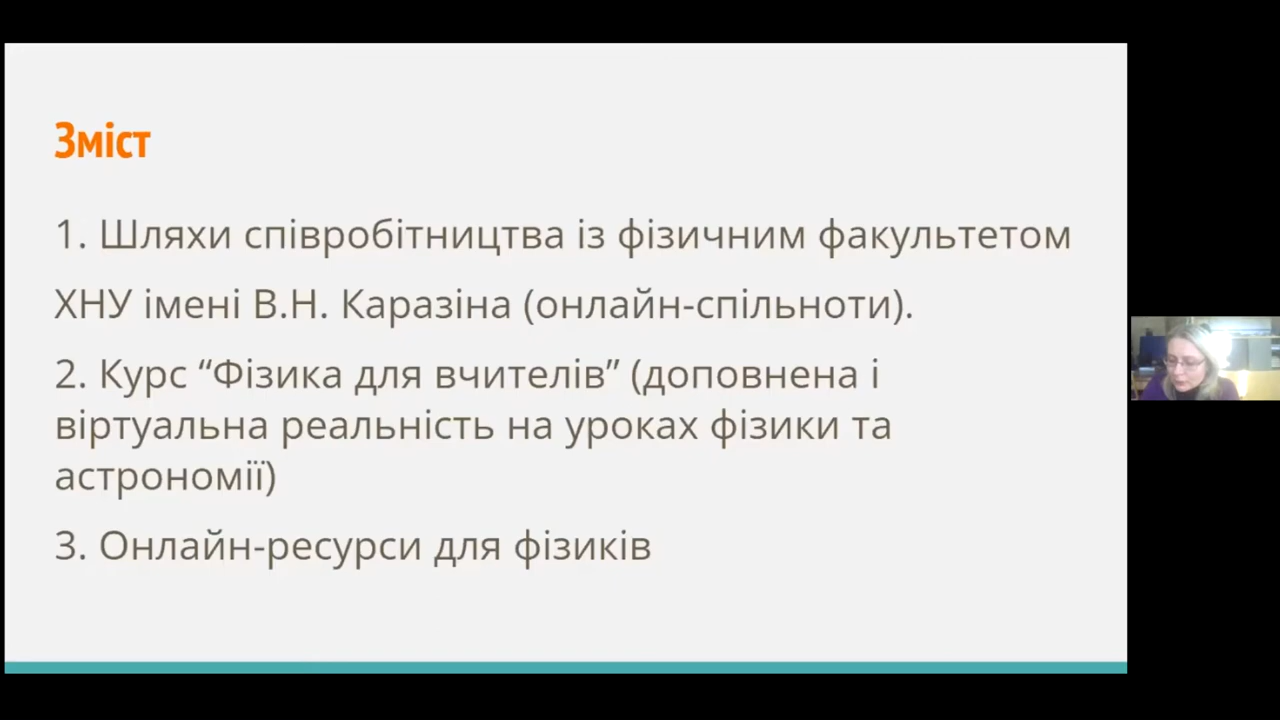 Зміст
1. Шляхи співробітництва із фізичним факультетом
ХНУ імені В.Н. Каразіна (онлайн-спільноти).
2. Курс “Фізика для вчителів” (доповнена і
віртуальна реальність на уроках фізики та
астрономії)
3. Онлайн-ресурси для фізиків